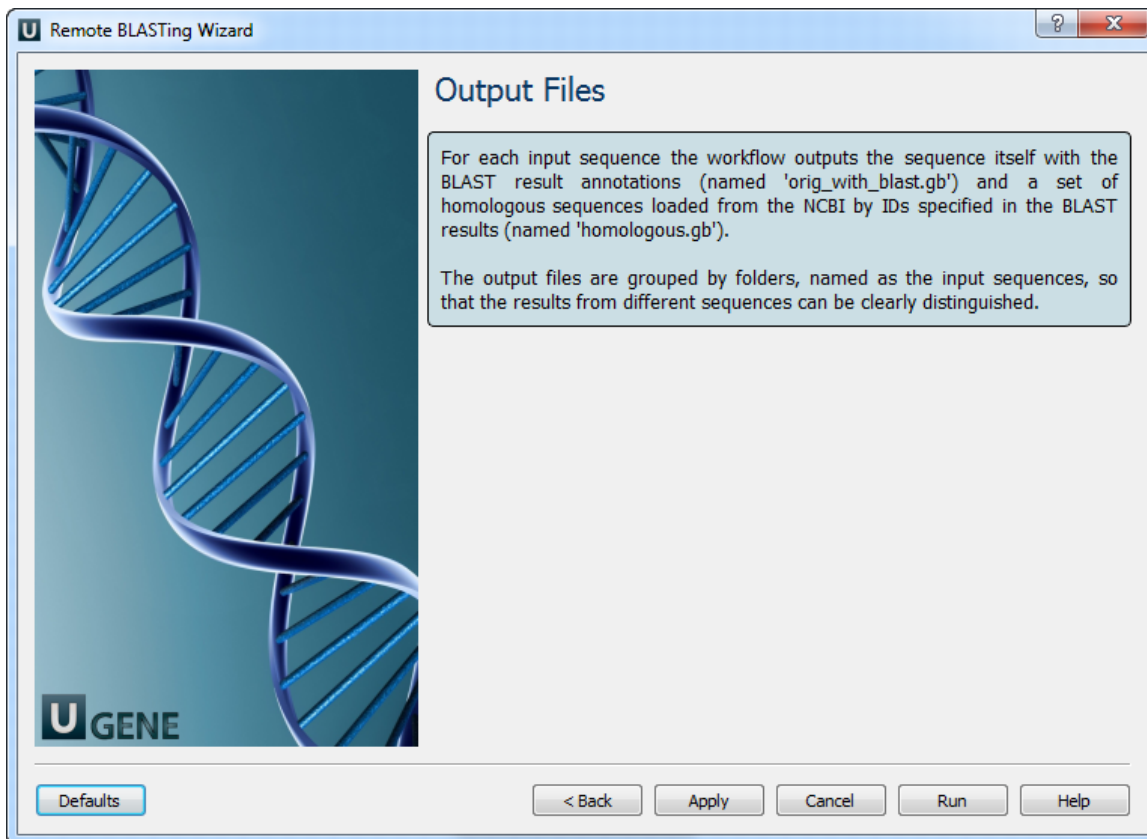 U Remote BLASTing Wizard
?
X
Output Files
For each input sequence the workflow outputs the sequence itself with the
BLAST result annotations (named 'orig_with_blast.gb') and a set of
homologous sequences loaded from the NCBI by IDs specified in the BLAST
results (named 'homologous.gb').
The output files are grouped by folders, named as the input sequences, so
that the results from different sequences can be clearly distinguished.
U GENE
Defaults
< Back
Apply
Cancel
Run
Help